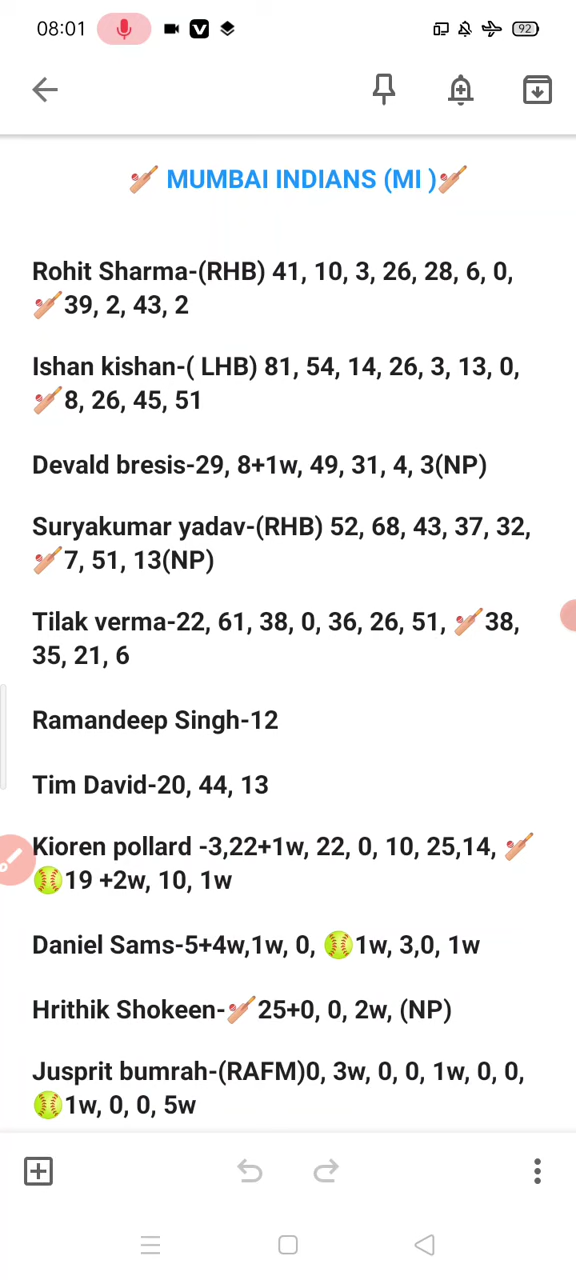 08:01
92
🏏 MUMBAI INDIANS (MI )🏏
Rohit Sharma-(RHB) 41, 10, 3, 26, 28, 6, 0,
🏏39, 2, 43, 2
Ishan kishan-( LHB) 81, 54, 14, 26, 3, 13, 0,
🏏8, 26, 45, 51
Devald bresis-29, 8+1w, 49, 31, 4, 3(NP)
Suryakumar yadav-(RHB) 52, 68, 43, 37, 32,
🏏7, 51, 13(NP)
Tilak verma-22, 61, 38, 0, 36, 26, 51, 🏏38,
35, 21, 6
Ramandeep Singh-12
Tim David-20, 44, 13
Kioren pollard -3,22+1w, 22, 0, 10, 25,14, 🏏
🥎19 +2w, 10, 1w
Daniel Sams-5+4w,1w, 0, 🥎1w, 3,0, 1w
Hrithik Shokeen-🏏25+0, 0, 2w, (NP)
Jusprit bumrah-(RAFM)0, 3w, 0, 0, 1w, 0, 0,
🥎1w, 0, 0, 5w